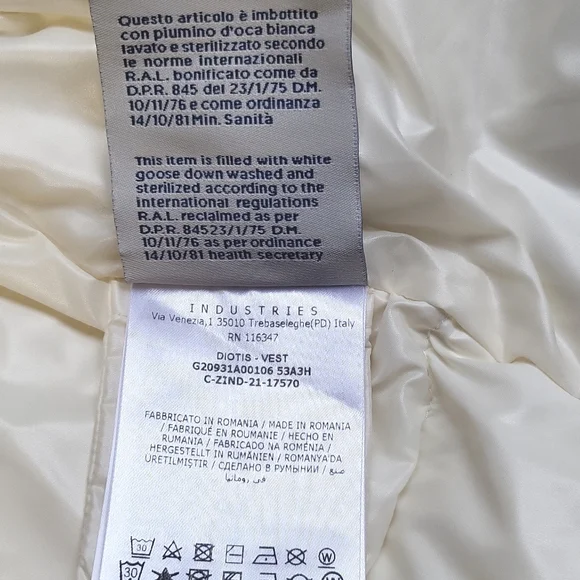 Questo articolo è imbottito
con piumino d'oca bianca
lavato e sterilizzato secondo
le norme internazionali
R.A.L. bonificato come da
D.P.R. 845 del 23/1/75 D.M.
10/11/76 e come ordinanza
14/10/81 Min. Sanità
This item is filled with white
goose down washed and
sterilized according to the
international regulations
R.A.L. reclaimed as per
D.P.R. 84523/1/75 D.M.
10/11/76 as per ordinance
14/10/81 health secretary
INDUSTRIES
Via Venezia,1 35010 Trebaseleghe(PD) Italy
RN 116347
DIOTIS - VEST
G20931A00106 53A3H
C-ZIND-21-17570
FABBRICATO IN ROMANIA / MADE IN ROMANIA
/ FABRIQUÉ EN ROUMANIE / HECHO EN
RUMANIA / FABRICADO NA ROMÉNIA /
HERGESTELLT IN RUMÄNIEN / ROMANYA'DA
ÜRETILMIŞTIR / СДЕЛАНО В РУМЫНИИ / صنع
في رومانيا
30 W
30 W